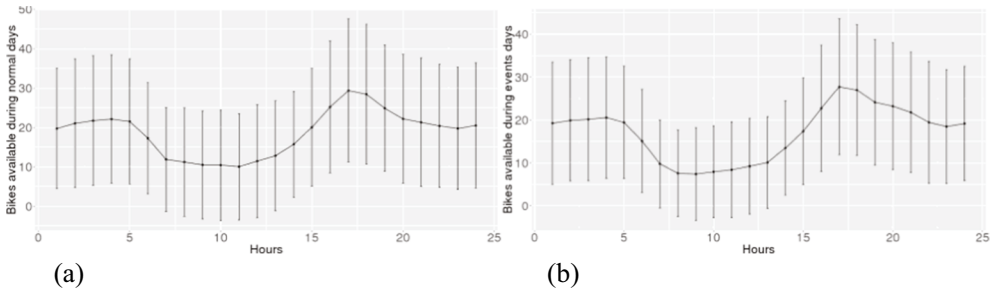 Bikes available during normal days
50
40
30
20
10
0
0 5 10 15 20 25
Hours
(a)
Bikes available during events days
40
30
20
10
0
0 5 10 15 20 25
Hours
(b)